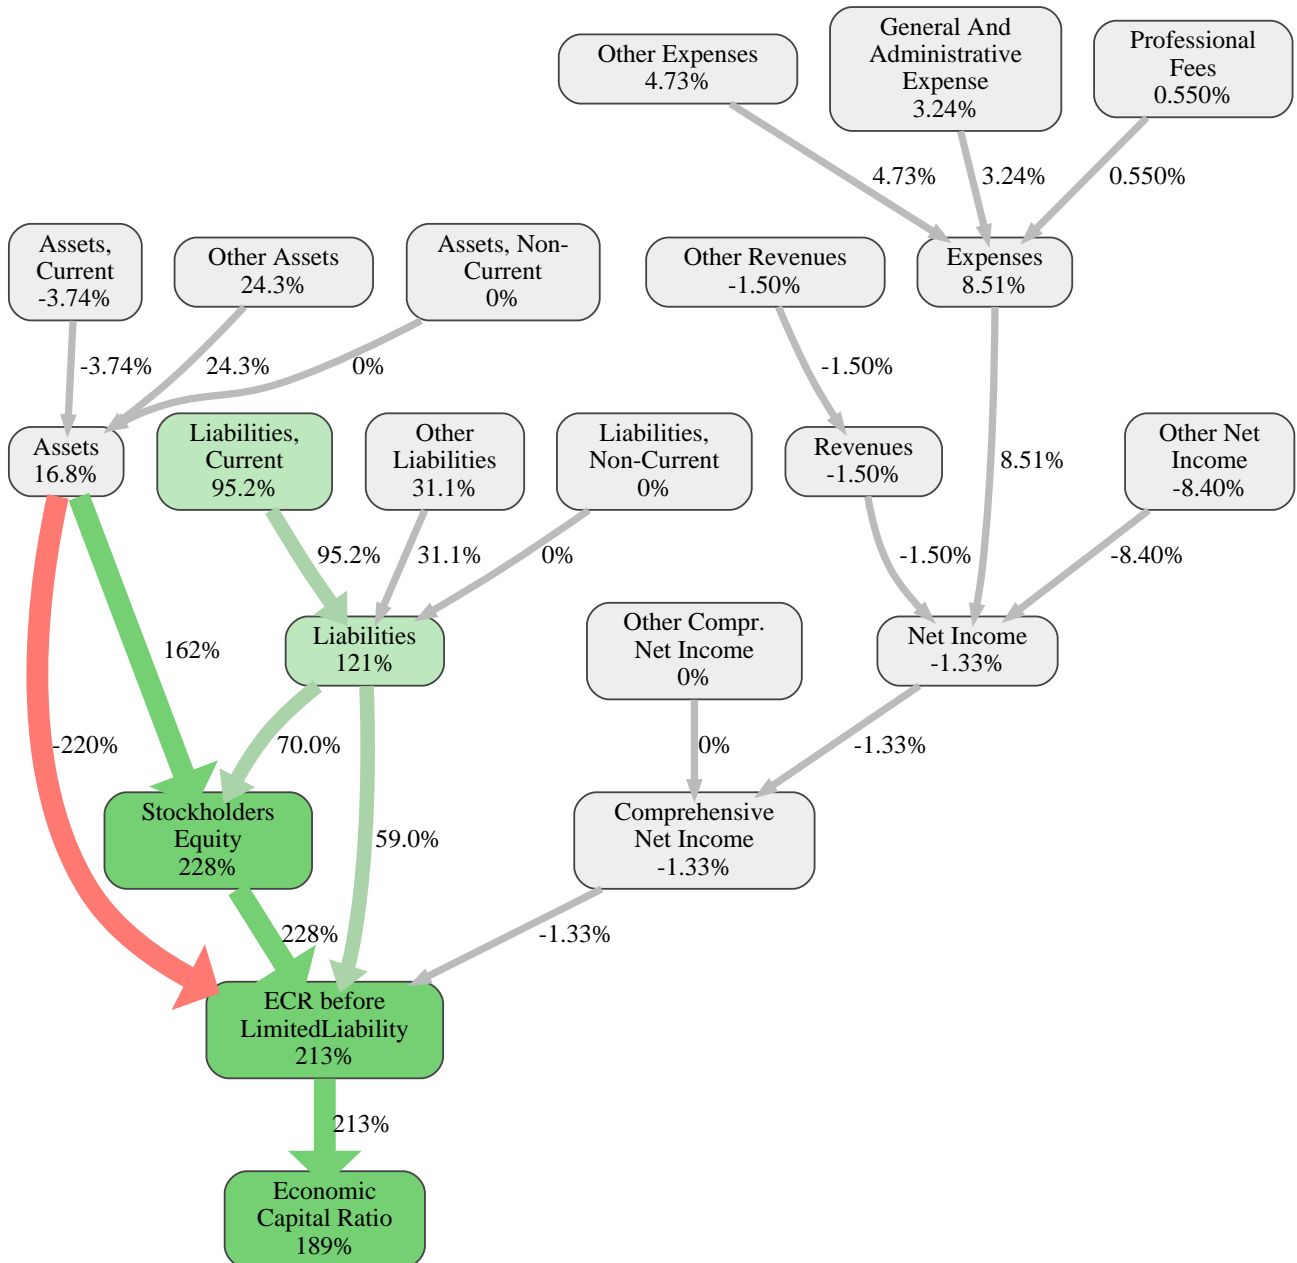 Other Expenses
4.73%
General And
Administrative
Expense
3.24%
Professional
Fees
0.550%
4.73%
3.24%
0.550%
Assets,
Current
-3.74%
Other Assets
24.3%
Assets, Non-
Current
0%
Other Revenues
-1.50%
Expenses
8.51%
-3.74%
24.3%
0%
-1.50%
Assets
16.8%
Liabilities,
Current
95.2%
Other
Liabilities
31.1%
Liabilities,
Non-Current
0%
Revenues
-1.50%
8.51%
Other Net
Income
-8.40%
95.2%
31.1%
0%
-1.50%
-8.40%
162%
Liabilities
121%
Other Compr.
Net Income
0%
Net Income
-1.33%
-220%
70.0%
0%
-1.33%
Stockholders
Equity
228%
59.0%
Comprehensive
Net Income
-1.33%
228%
-1.33%
ECR before
LimitedLiability
213%
213%
Economic
Capital Ratio
189%